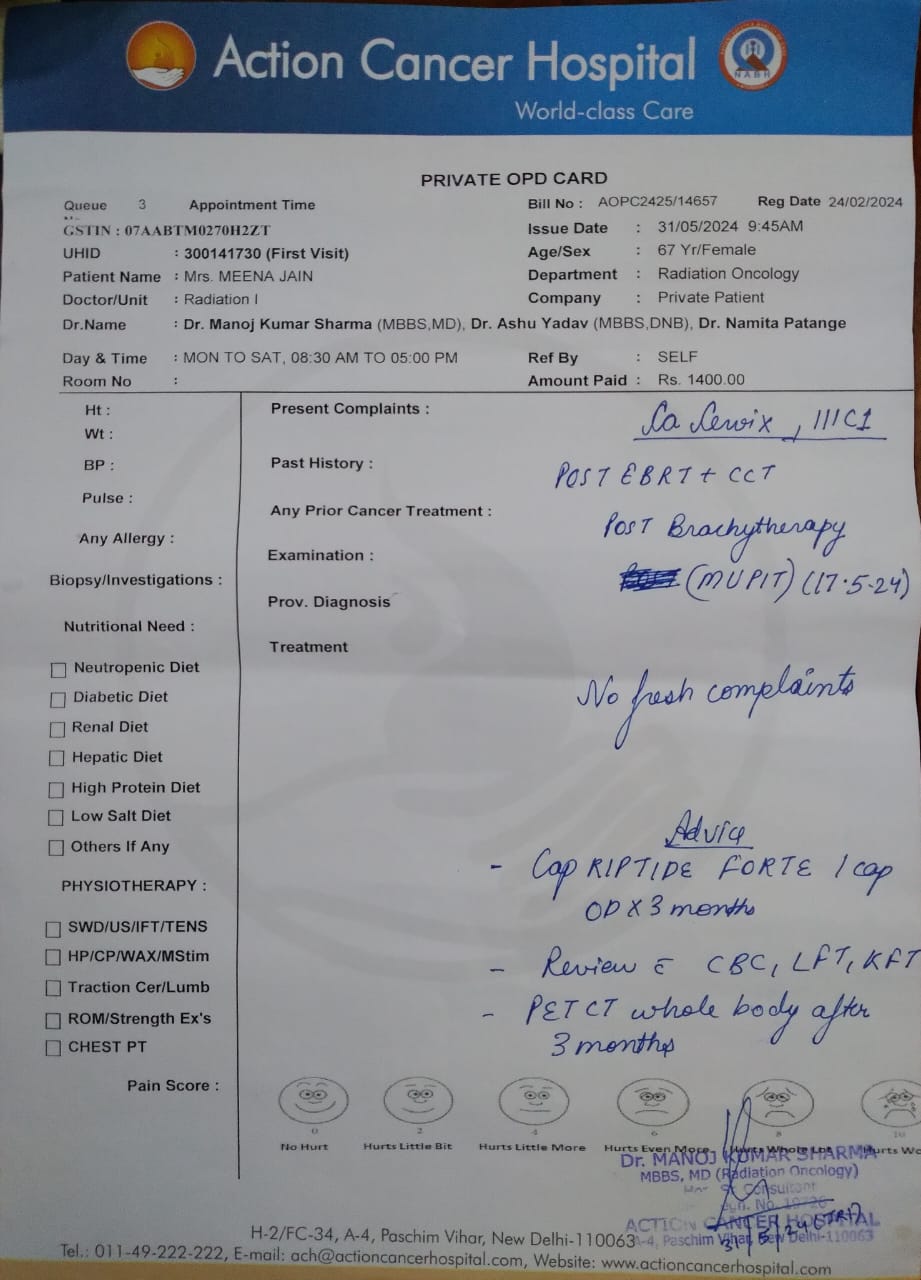 Action Cancer Hospital
NABH
World-class Care
PRIVATE OPD CARD
Queue 3 Appointment Time
Bill No : AOPC2425/14657 Reg Date 24/02/2024
GSTIN : 07AABTM0270H2ZT
Issue Date : 31/05/2024 9:45AM
UHID : 300141730 (First Visit)
Age/Sex : 67 Yr/Female
Patient Name : Mrs. MEENA JAIN
Department : Radiation Oncology
Doctor/Unit : Radiation I
Company : Private Patient
Dr.Name : Dr. Manoj Kumar Sharma (MBBS,MD), Dr. Ashu Yadav (MBBS,DNB), Dr. Namita Patange
Day & Time : MON TO SAT, 08:30 AM TO 05:00 PM
Ref By : SELF
Room No :
Amount Paid : Rs. 1400.00
Ht :
Wt :
BP :
Pulse :
Any Allergy :
Biopsy/Investigations :
Nutritional Need :
Neutropenic Diet
Diabetic Diet
Renal Diet
Hepatic Diet
High Protein Diet
Low Salt Diet
Others If Any
PHYSIOTHERAPY :
SWD/US/IFT/TENS
HP/CP/WAX/MStim
Traction Cer/Lumb
ROM/Strength Ex's
CHEST PT
Present Complaints :
Past History :
Any Prior Cancer Treatment :
Examination :
Prov. Diagnosis
Treatment
Ca Cervix, IIIC1
POST EBRT + CCT
POST Brachytherapy
(MUPIT) (17.5.24)
No fresh complaints
Advice
- Cap RIPTIDE FORTE 1 cap
OD X 3 months
- Review c̄ CBC, LFT, KFT
- PET CT whole body after
3 months
Pain Score :
0 2 4 6 8 10
No Hurt Hurts Little Bit Hurts Little More Hurts Even More Hurts Whole Lot Hurts Wo
Dr. MANOJ KUMAR SHARMA
MBBS, MD (Radiation Oncology)
Sr. Consultant
ACTION CANCER HOSPITAL
A-4, Paschim Vihar, New Delhi-110063
31/5/24
H-2/FC-34, A-4, Paschim Vihar, New Delhi-110063
Tel.: 011-49-222-222, E-mail: ach@actioncancerhospital.com, Website: www.actioncancerhospital.com